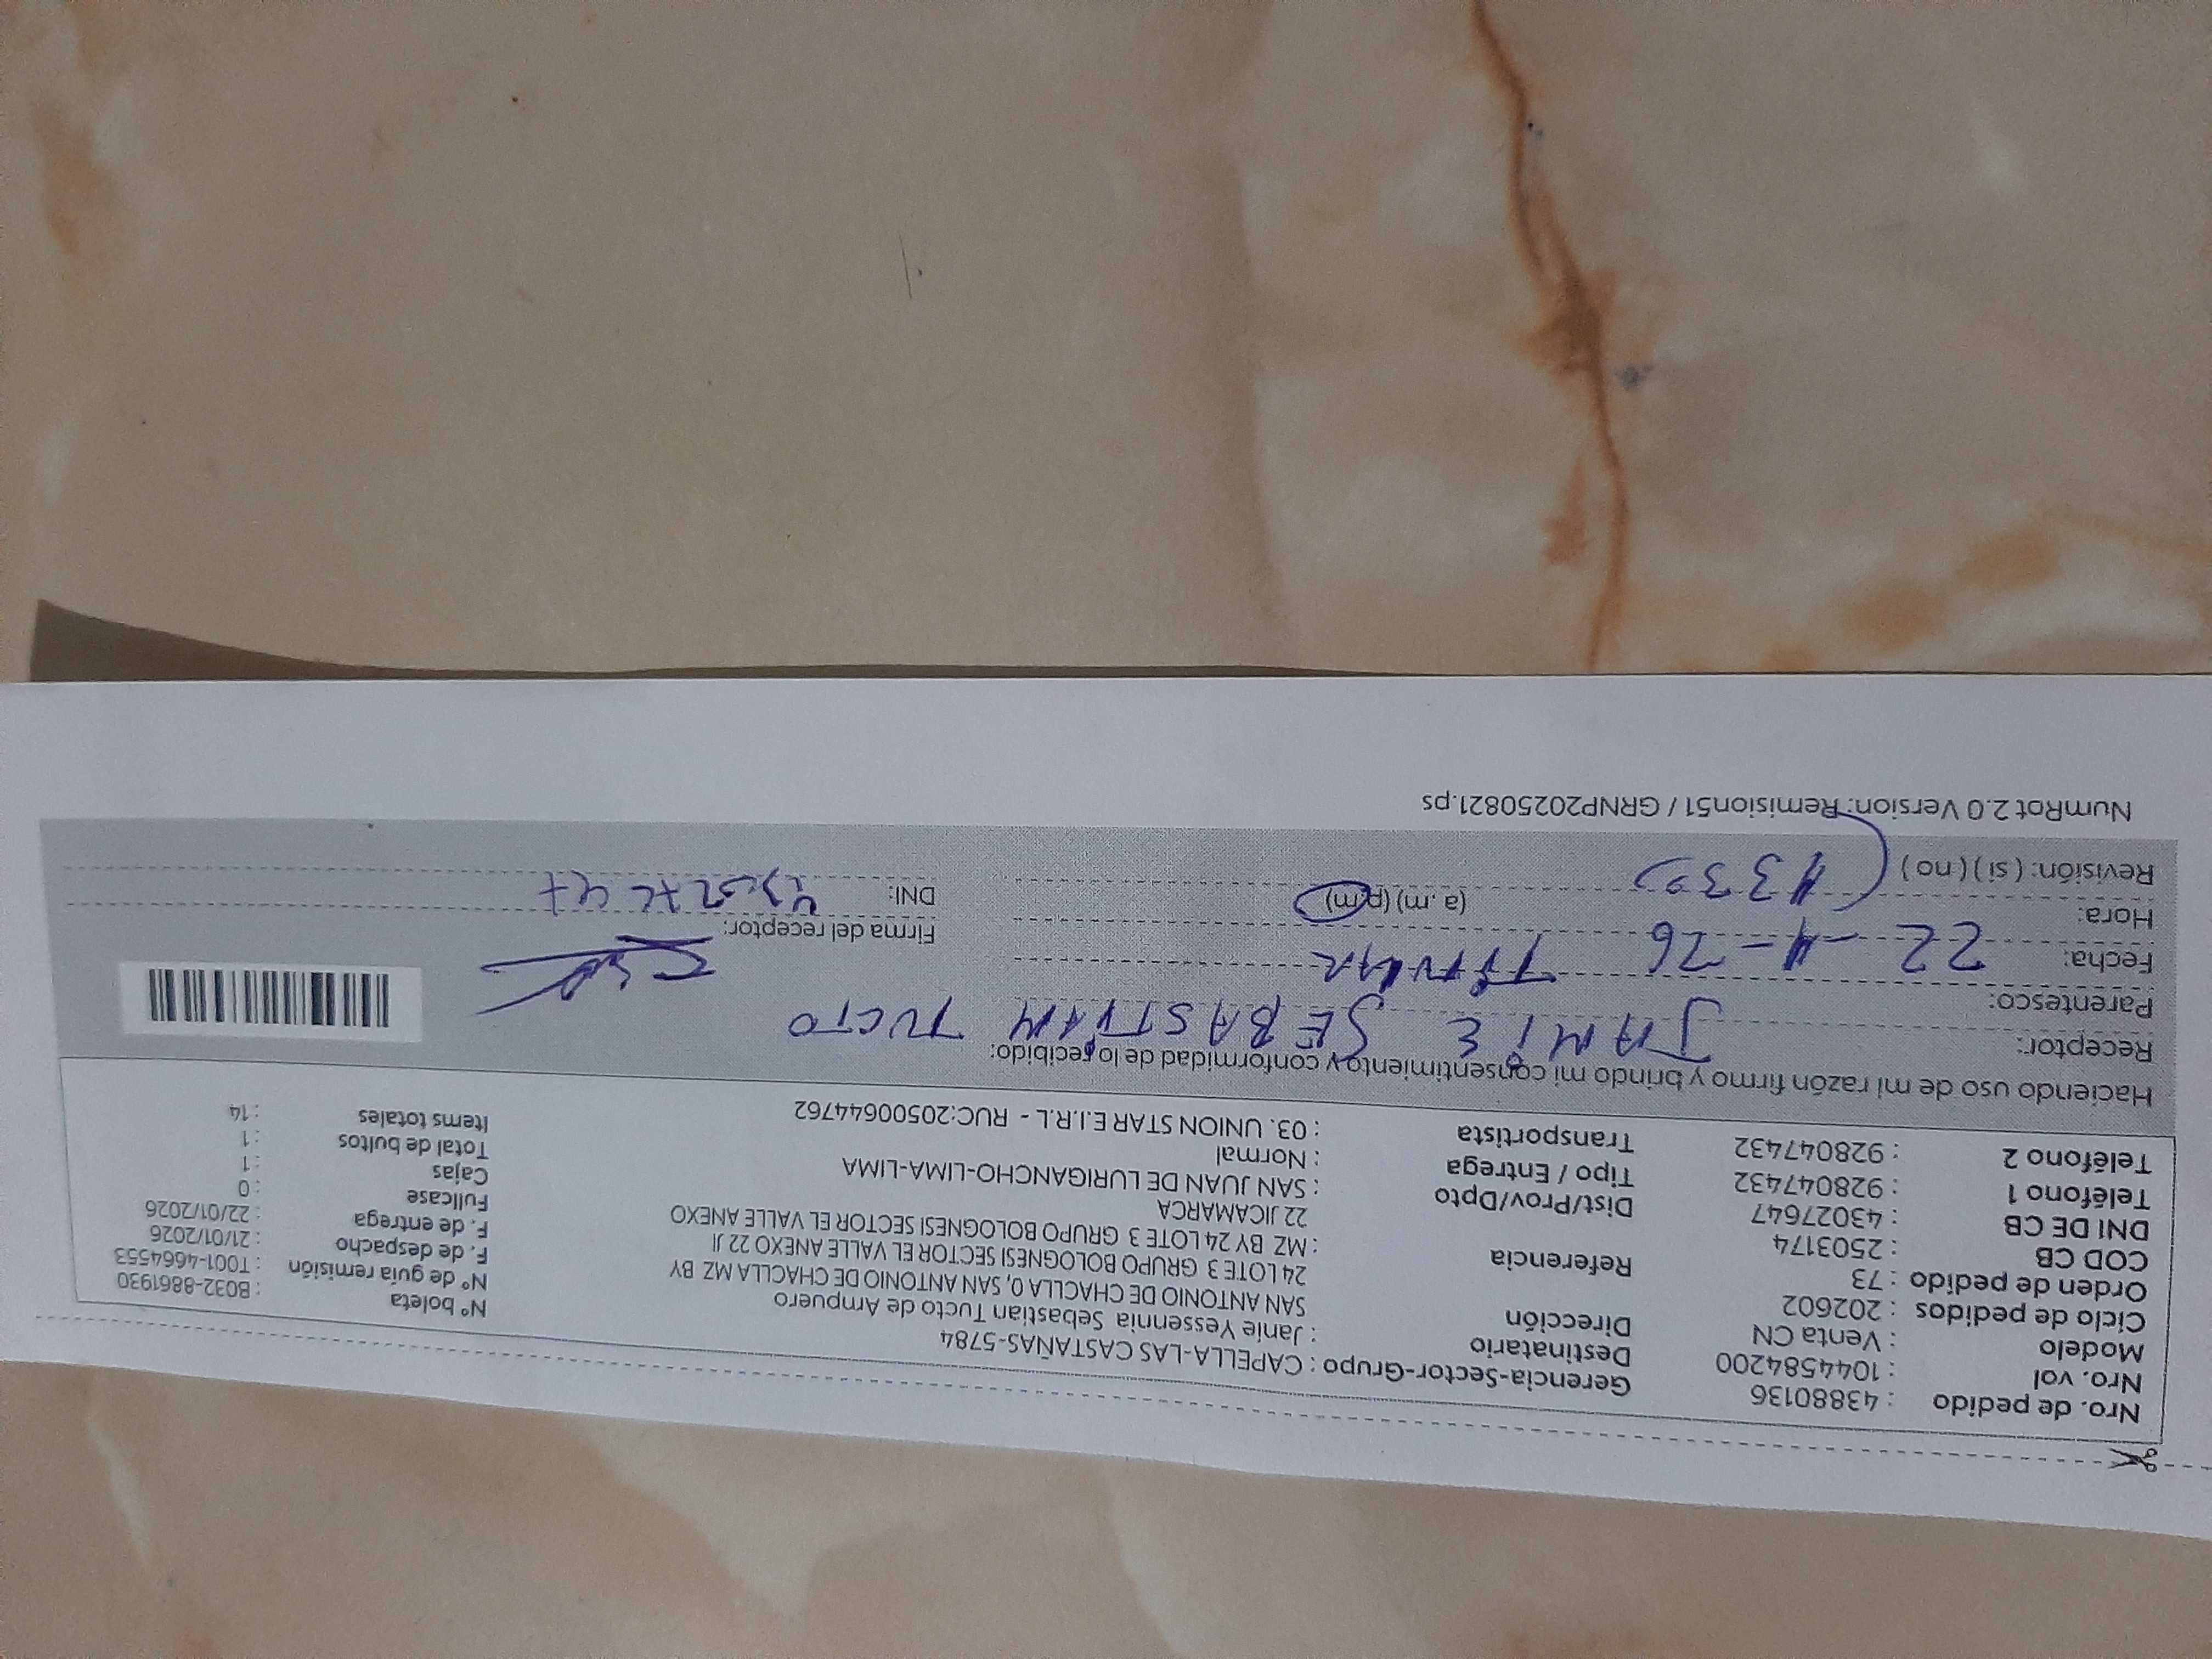 Nro. de pedido : 43880136
Nro. vol : 1044584200
Modelo : Venta CN
Ciclo de pedidos : 202602
Orden de pedido : 73
COD CB : 2503174
DNI DE CB : 43027647
Teléfono 1 : 928047432
Teléfono 2 : 928047432
Gerencia-Sector-Grupo : CAPELLA-LAS CASTAÑAS-5784
Destinatario : Janie Yessennia Sebastian Tucto de Ampuero
Dirección SAN ANTONIO DE CHACLLA 0, SAN ANTONIO DE CHACLLA MZ BY
24 LOTE 3 GRUPO BOLOGNESI SECTOR EL VALLE ANEXO 22 JI
Referencia : MZ BY 24 LOTE 3 GRUPO BOLOGNESI SECTOR EL VALLE ANEXO
22 JICAMARCA
Dist/Prov/Dpto : SAN JUAN DE LURIGANCHO-LIMA-LIMA
Tipo / Entrega : Normal
Transportista : 03. UNION STAR E.I.R.L - RUC:20500644762
N° boleta : B032-8861930
N° de guía remisión : T001-4664553
F. de despacho : 21/01/2026
F. de entrega : 22/01/2026
Fullcase : 0
Cajas : 1
Total de bultos : 1
Items totales : 14
Haciendo uso de mi razón firmo y brindo mi consentimiento y conformidad de lo recibido:
Receptor: JANIE SEBASTIAN TUCTO
Parentesco:
Fecha: 22-1-26
Hora: (a.m) (p.m)
Revisión: ( si ) ( no )
Firma del receptor:
DNI:
NumRot 2.0 Version: Remision51 / GRNP20250821.ps